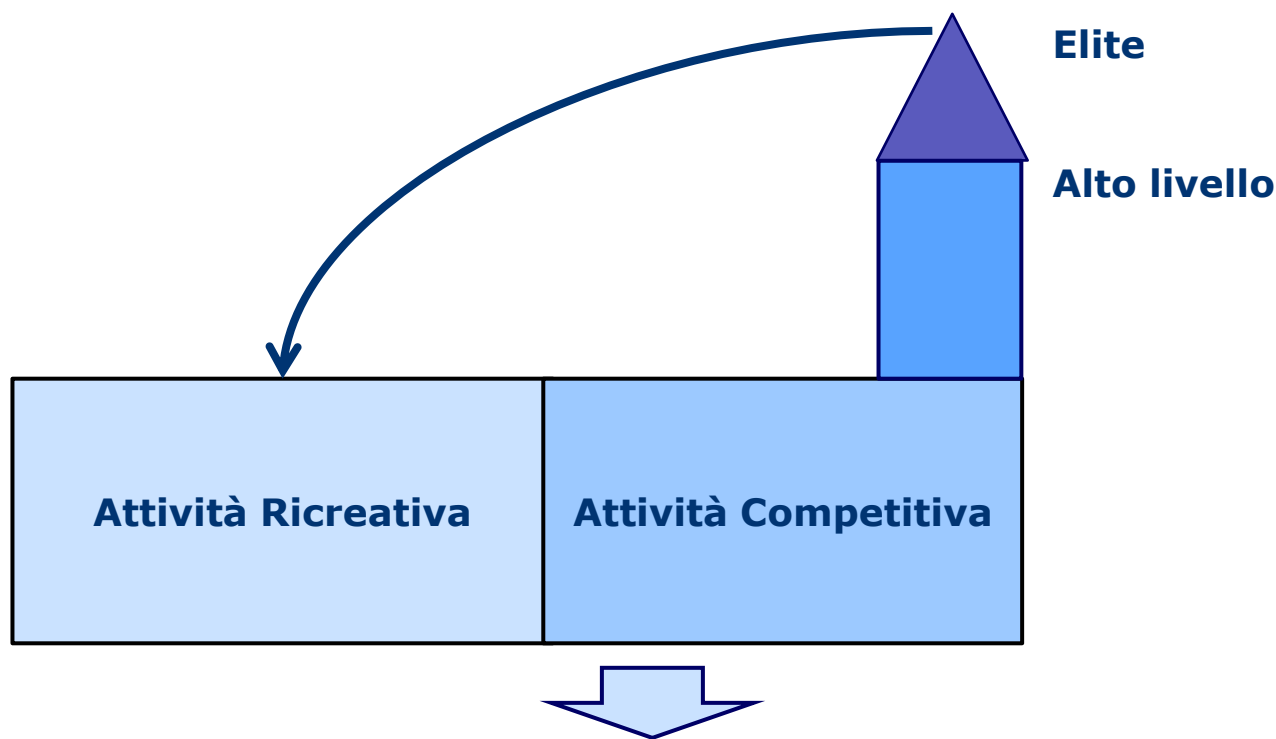 Elite
Alto livello
Attività Ricreativa
Attività Competitiva